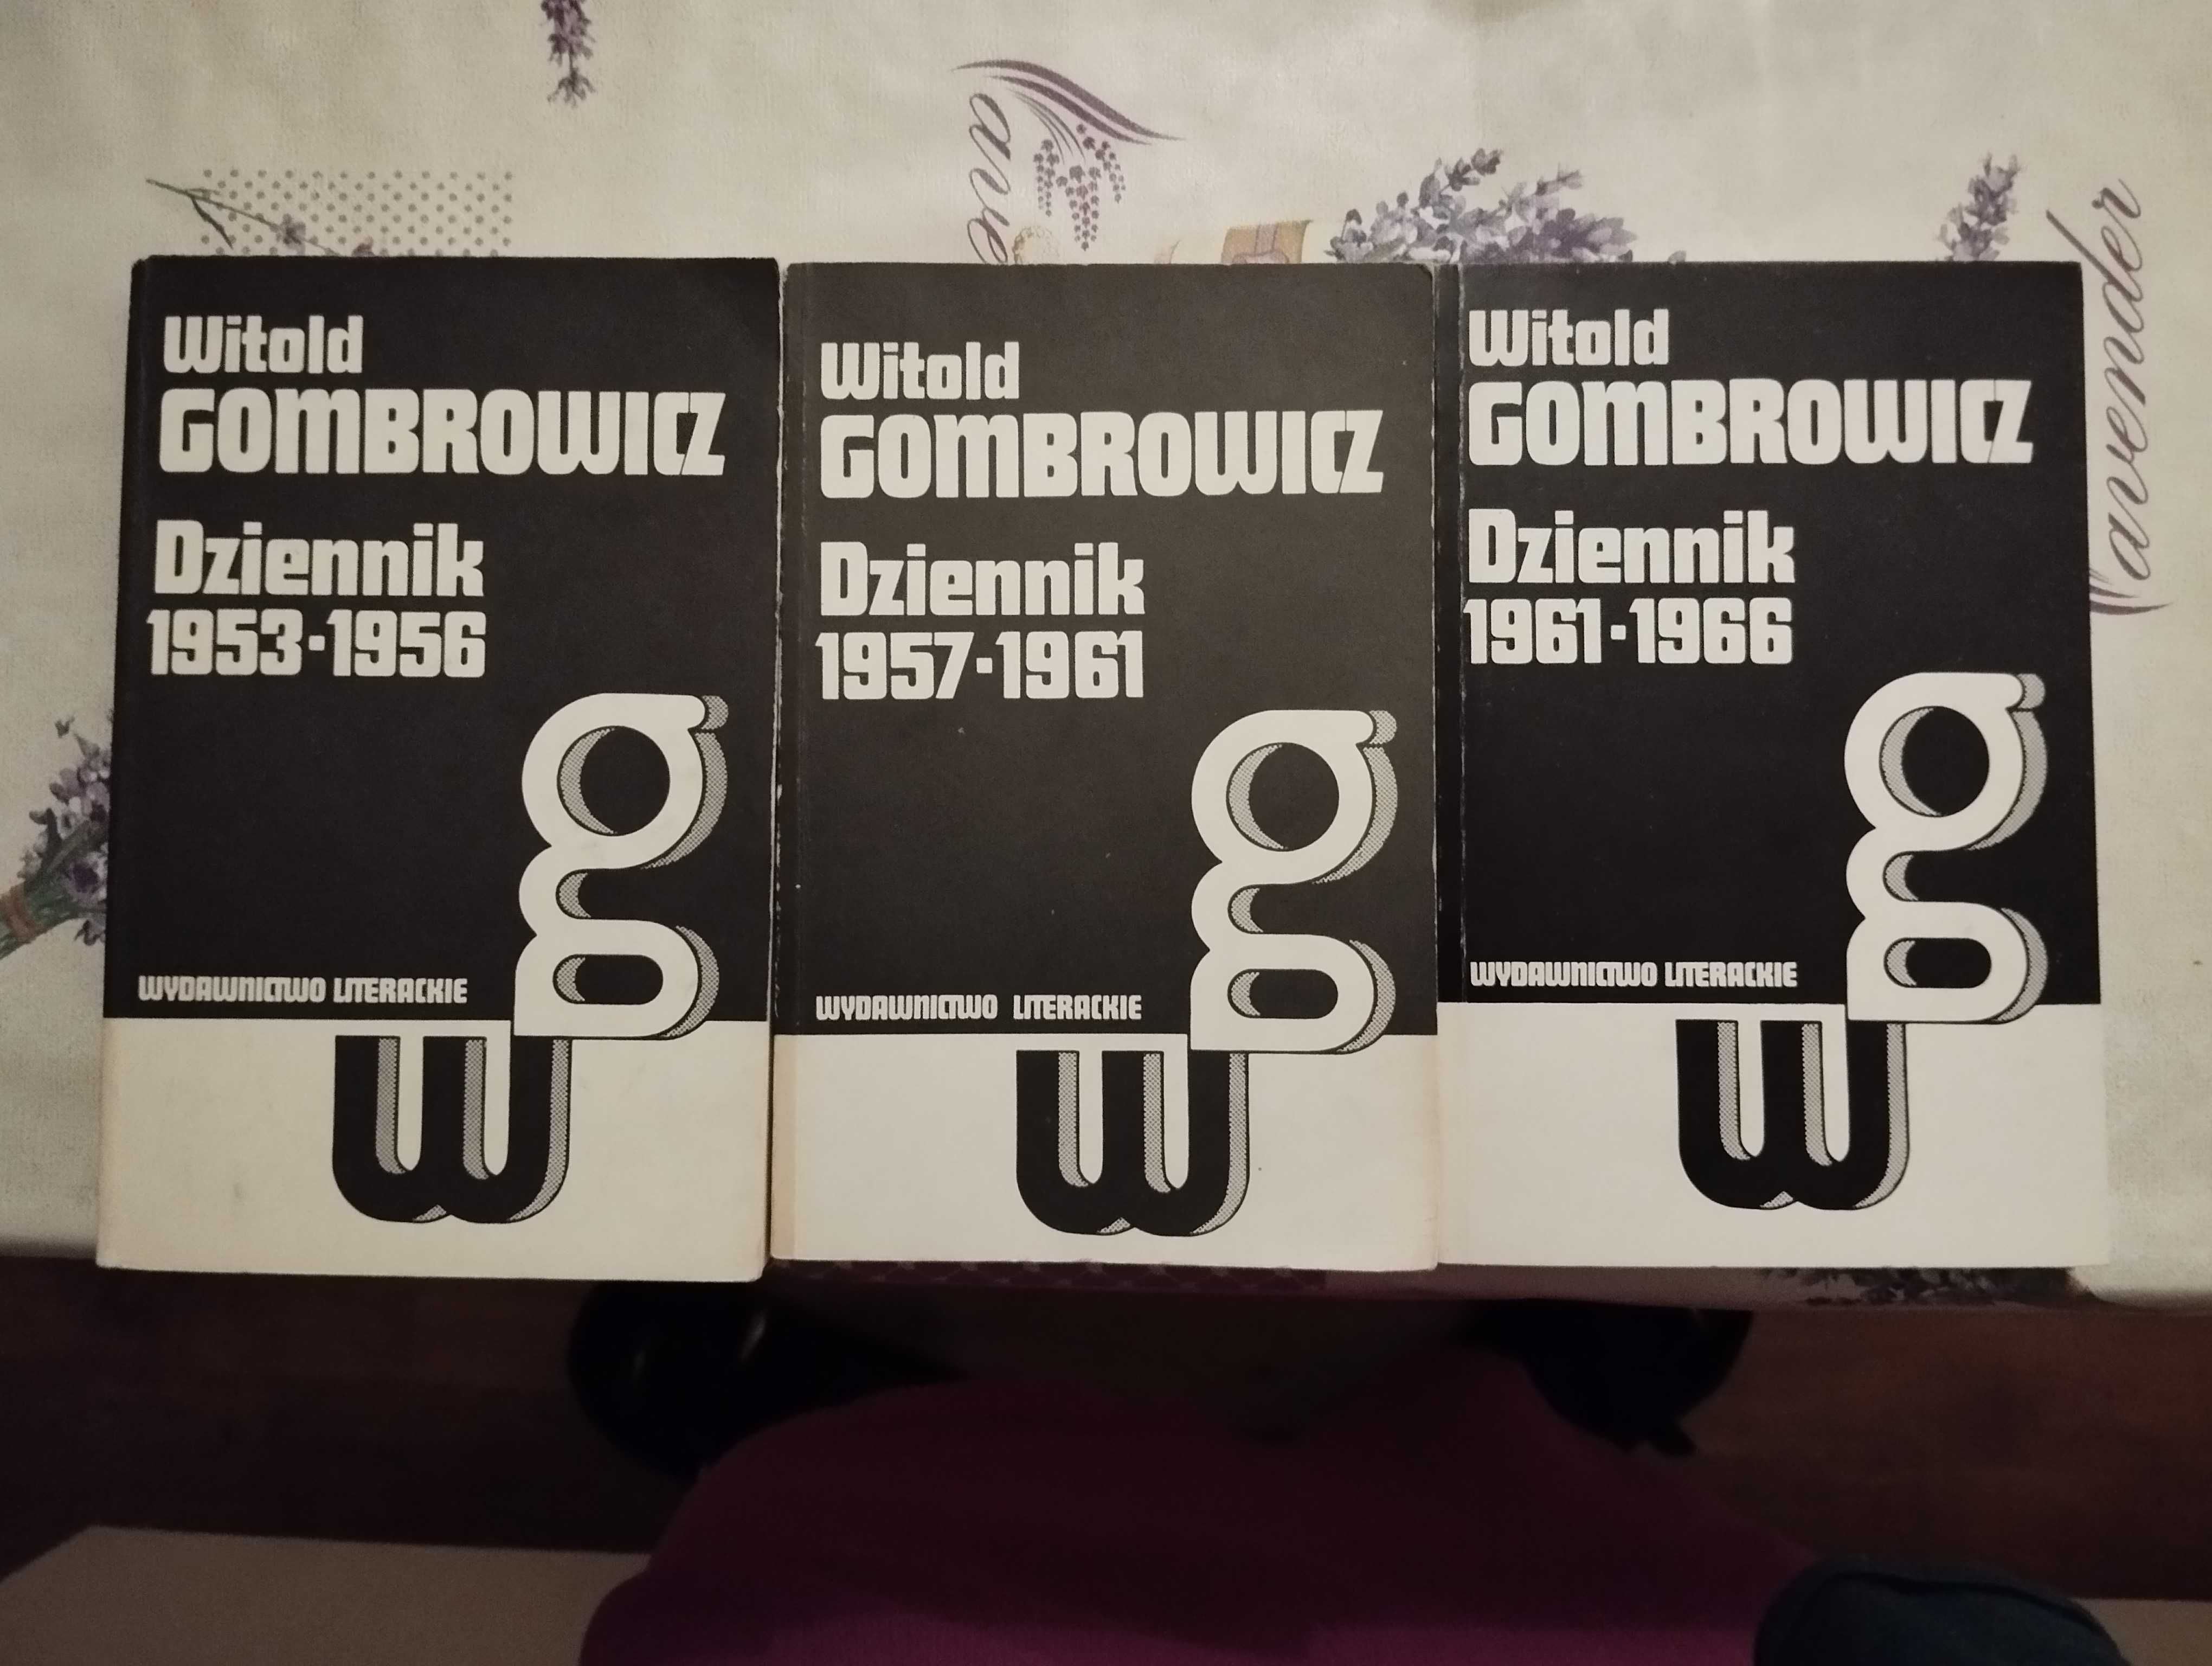 Witold
GOMBROWICZ
Dziennik
1953·1956
WYDAWNICTWO LITERACKIE
g
w
Witold
GOMBROWICZ
Dziennik
1957·1961
WYDAWNICTWO LITERACKIE
g
w
Witold
GOMBROWICZ
Dziennik
1961·1966
WYDAWNICTWO LITERACKIE
g
w
avender